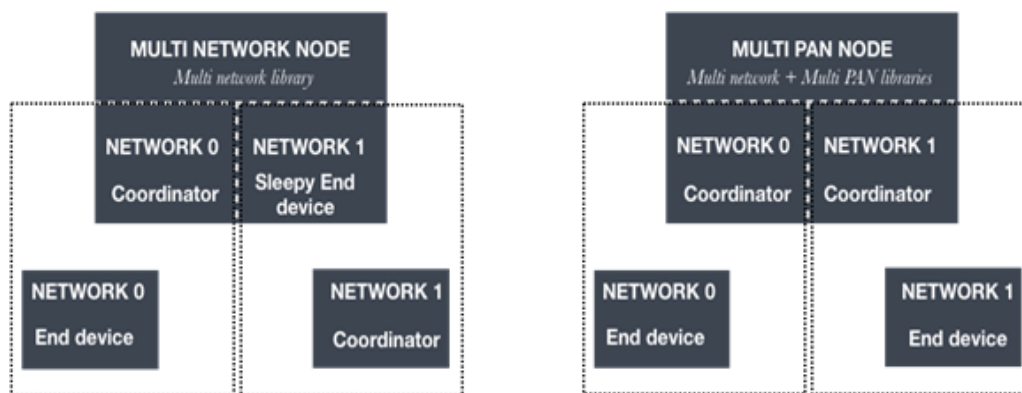 MULTI NETWORK NODE
Multi network library
NETWORK 0
Coordinator
NETWORK 1
Sleepy End
device
NETWORK 0
End device
NETWORK 1
Coordinator
MULTI PAN NODE
Multi network + Multi PAN libraries
NETWORK 0
Coordinator
NETWORK 1
Coordinator
NETWORK 0
End device
NETWORK 1
End device